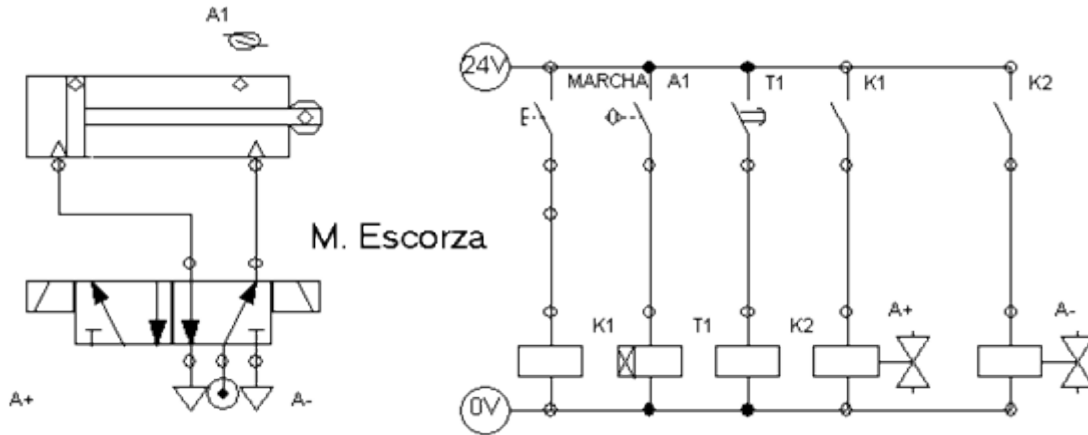 A1
24V
MARCHA A1 T1 K1 K2
M. Escorza
K1 T1 K2 A+ A-
A+ A-
0V